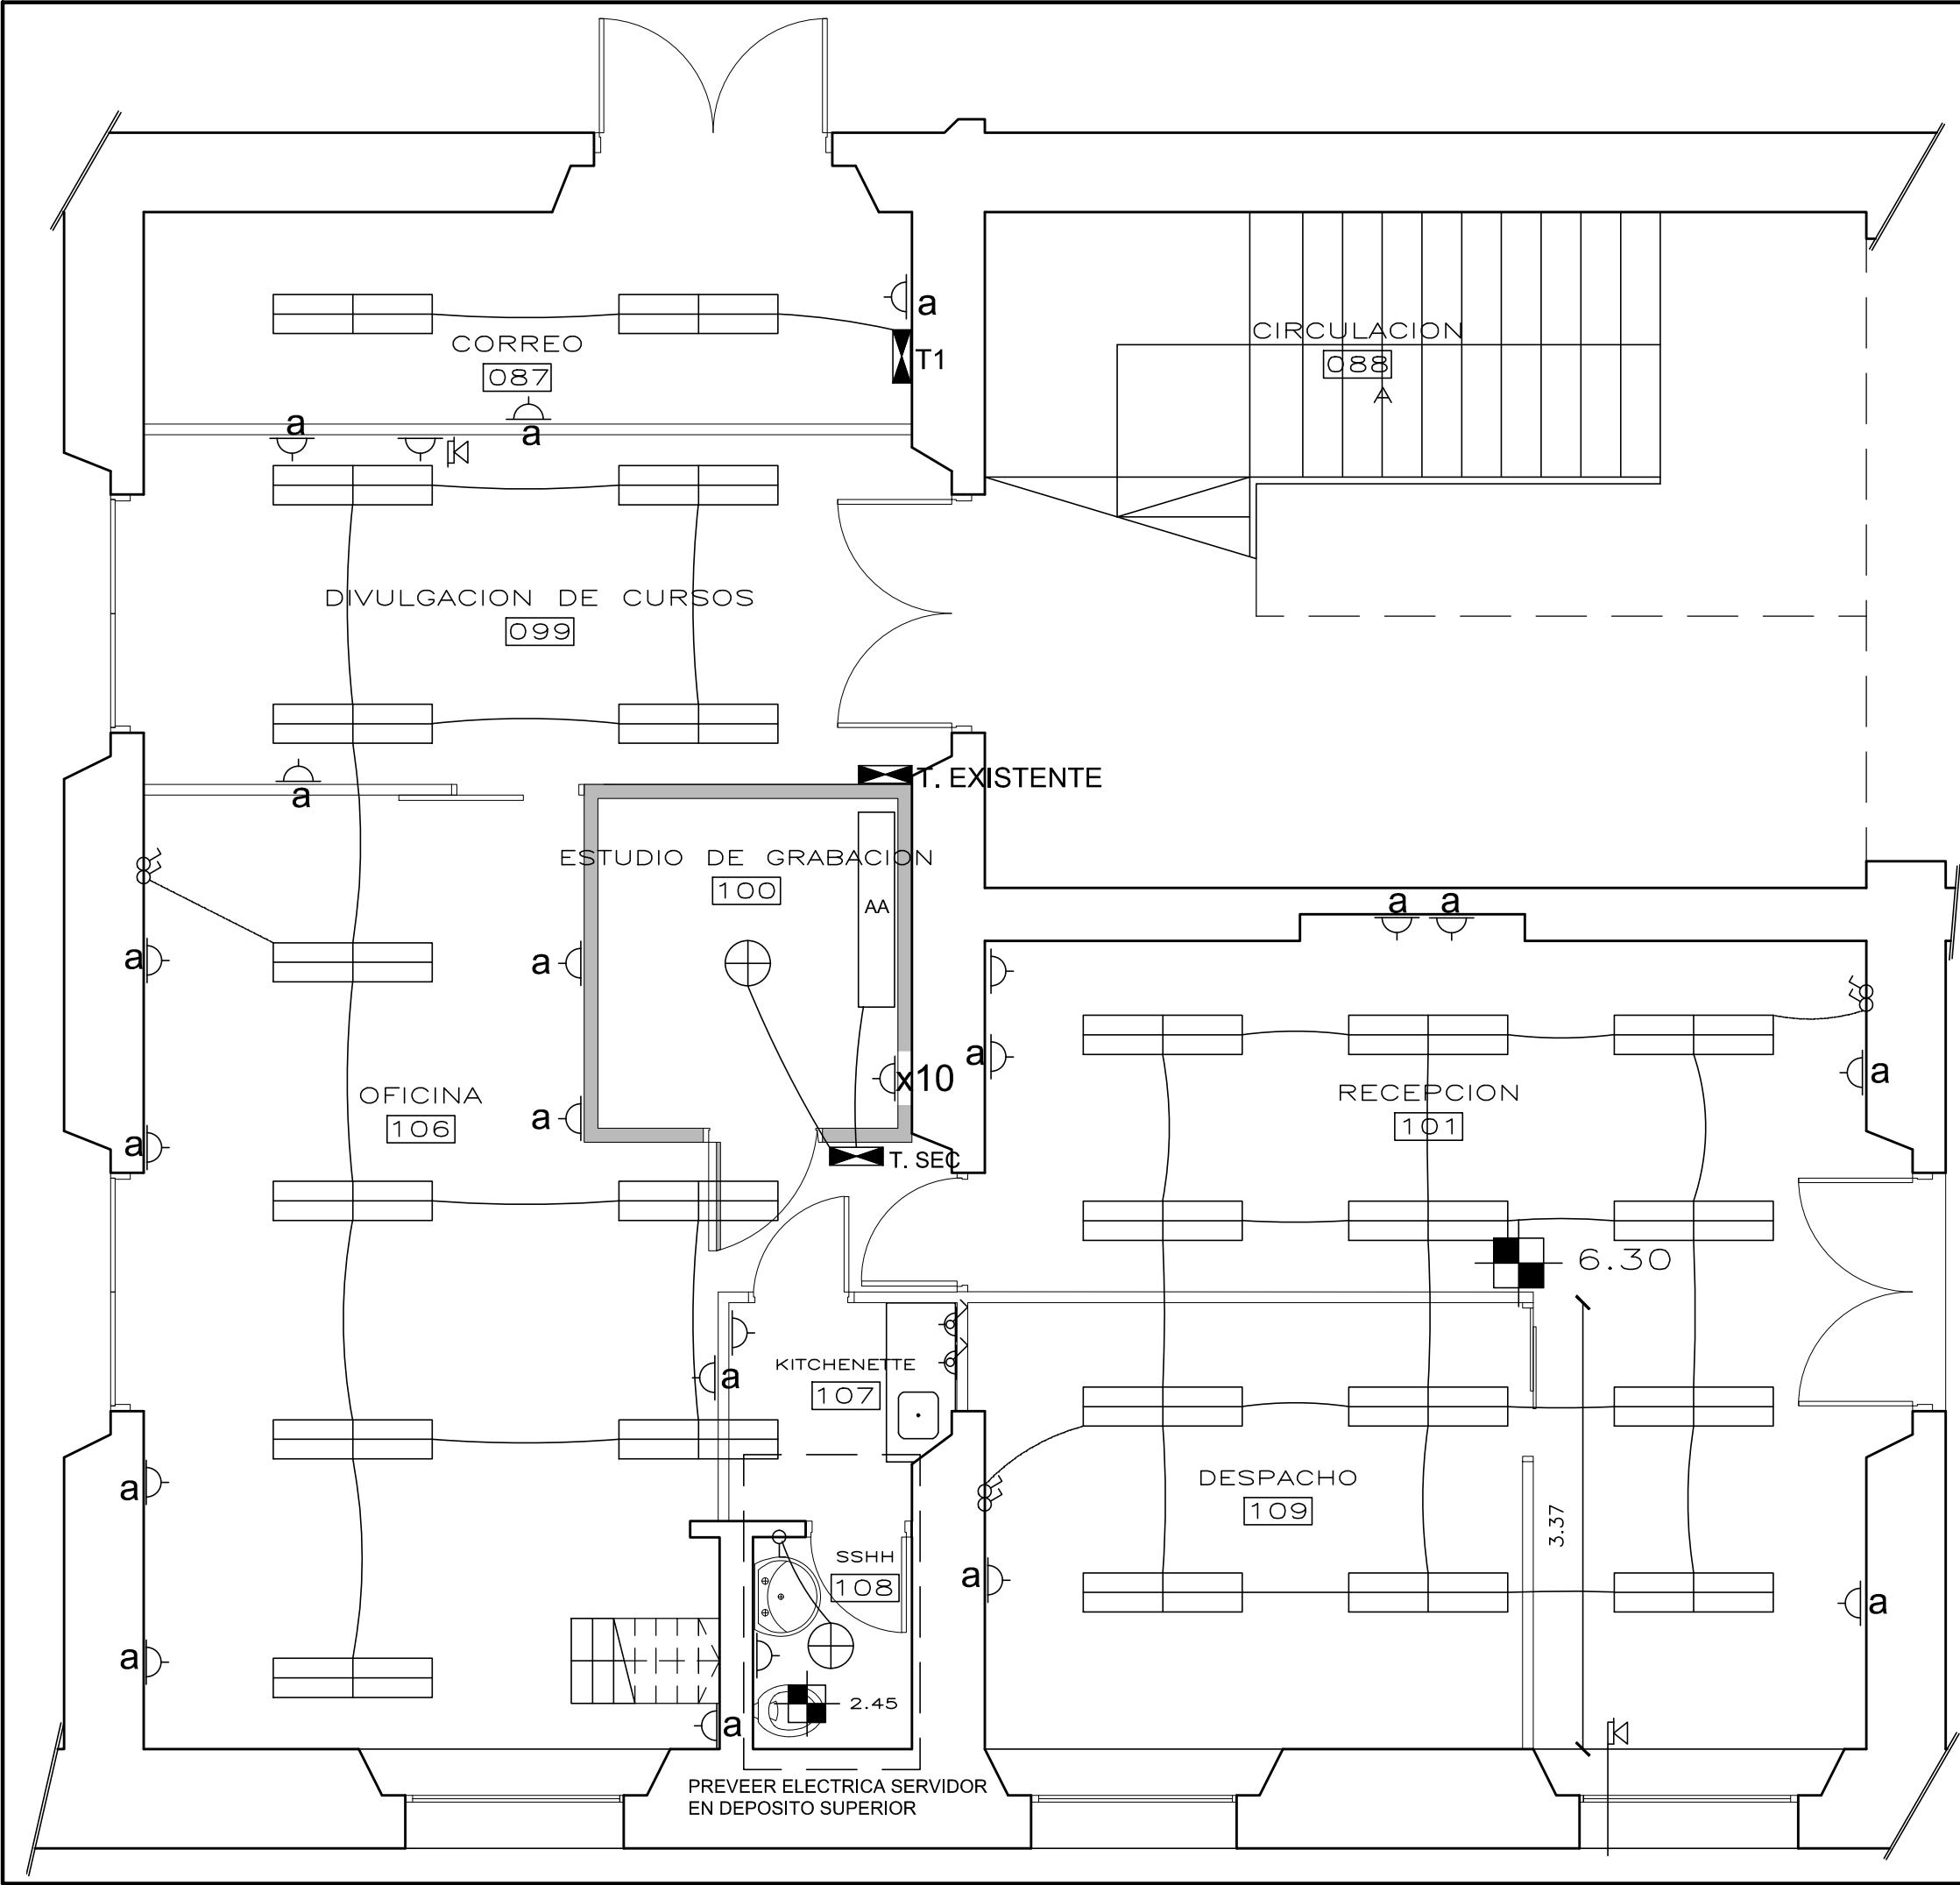 a
CORREO
087
T1
CIRCULACION
088
A
a
a
DIVULGACION DE CURSOS
099
T. EXISTENTE
a
ESTUDIO DE GRABACION
100
AA
a
a
a
a
x10
a
a
RECEPCION
101
OFICINA
106
a
a
T. SEC
6.30
KITCHENETTE
107
a
DESPACHO
109
3.37
a
SSHH
108
a
a
a
2.45
a
PREVEER ELECTRICA SERVIDOR
EN DEPOSITO SUPERIOR